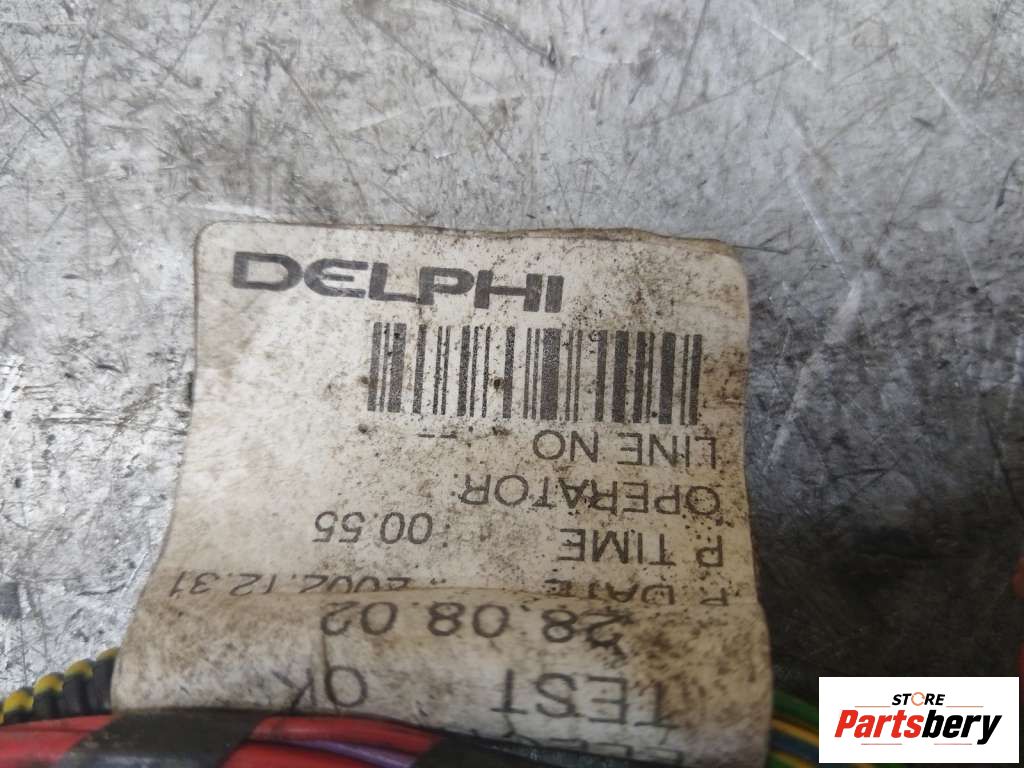 DELPHI
LINE NO
OPERATOR
P. TIME : 00.55
P. DATE : 2002.12.31
28.08.02
TEST OK
STORE
Partsbery